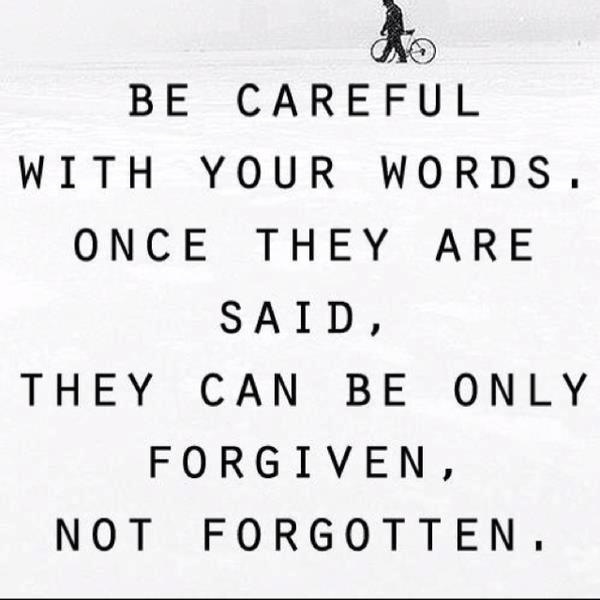 BE CAREFUL
WITH YOUR WORDS.
ONCE THEY ARE
SAID,
THEY CAN BE ONLY
FORGIVEN,
NOT FORGOTTEN.